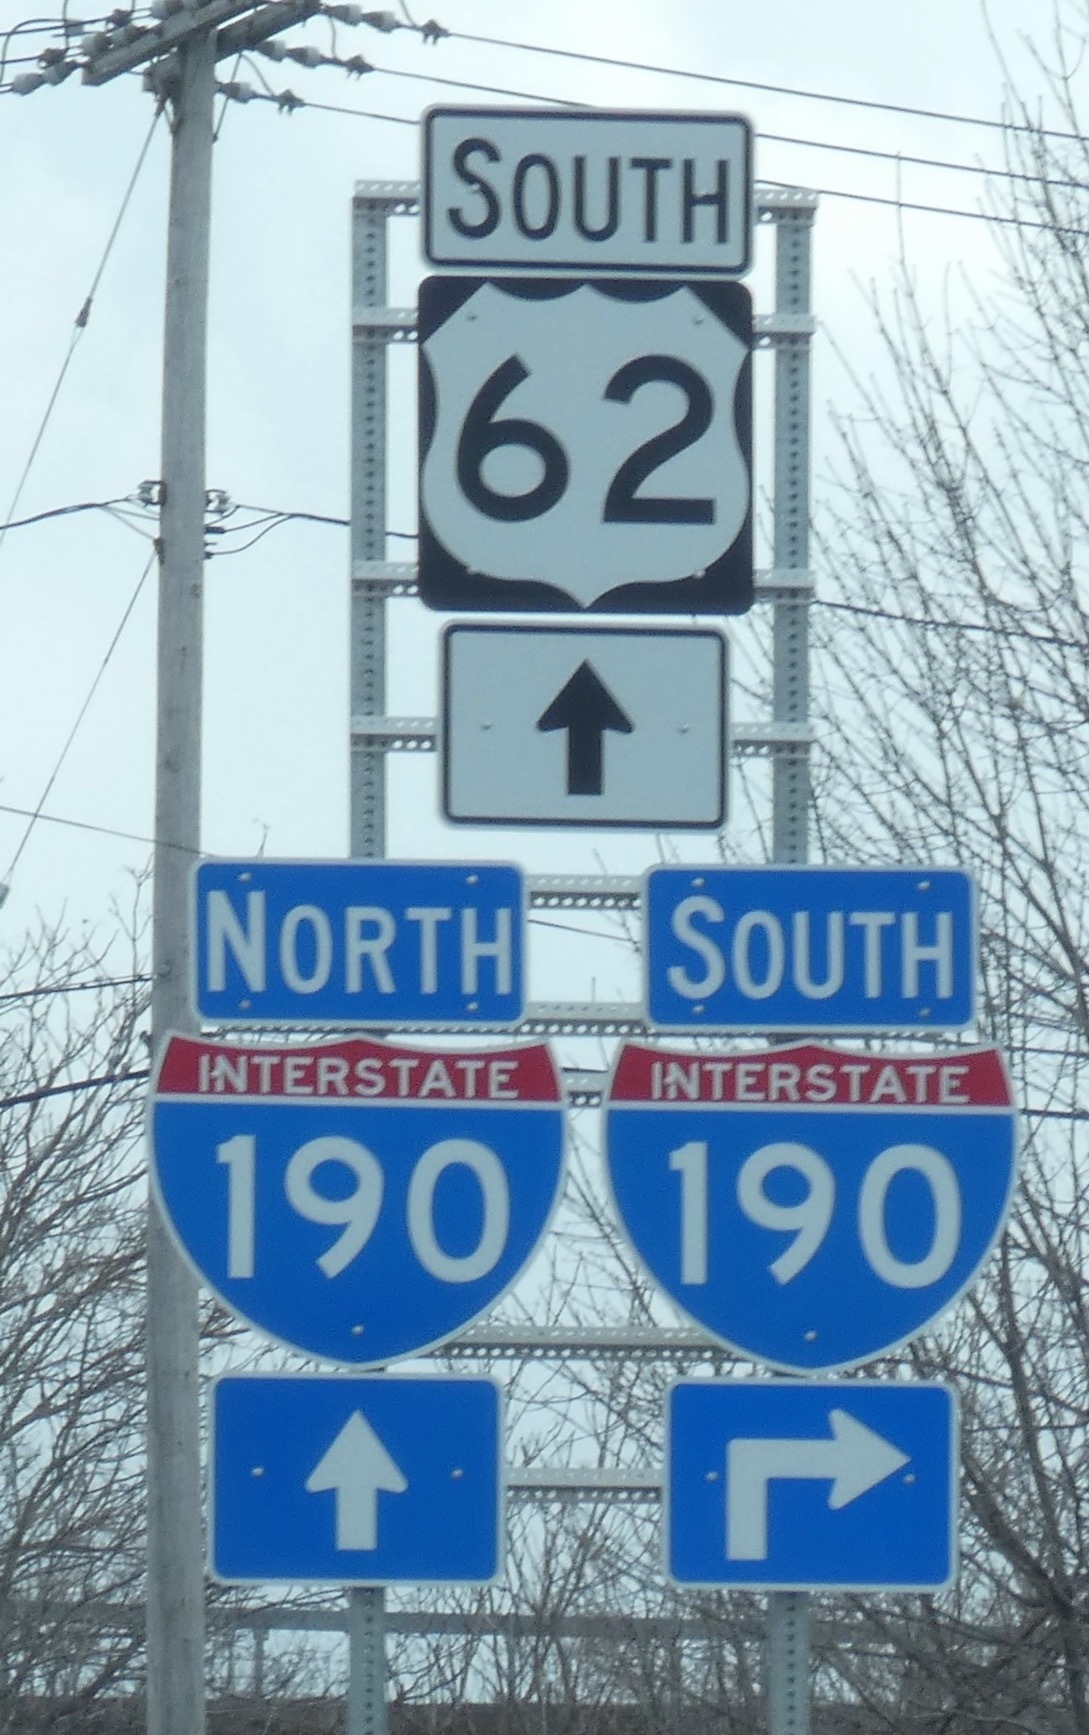 SOUTH
62
NORTH SOUTH
INTERSTATE INTERSTATE
190 190